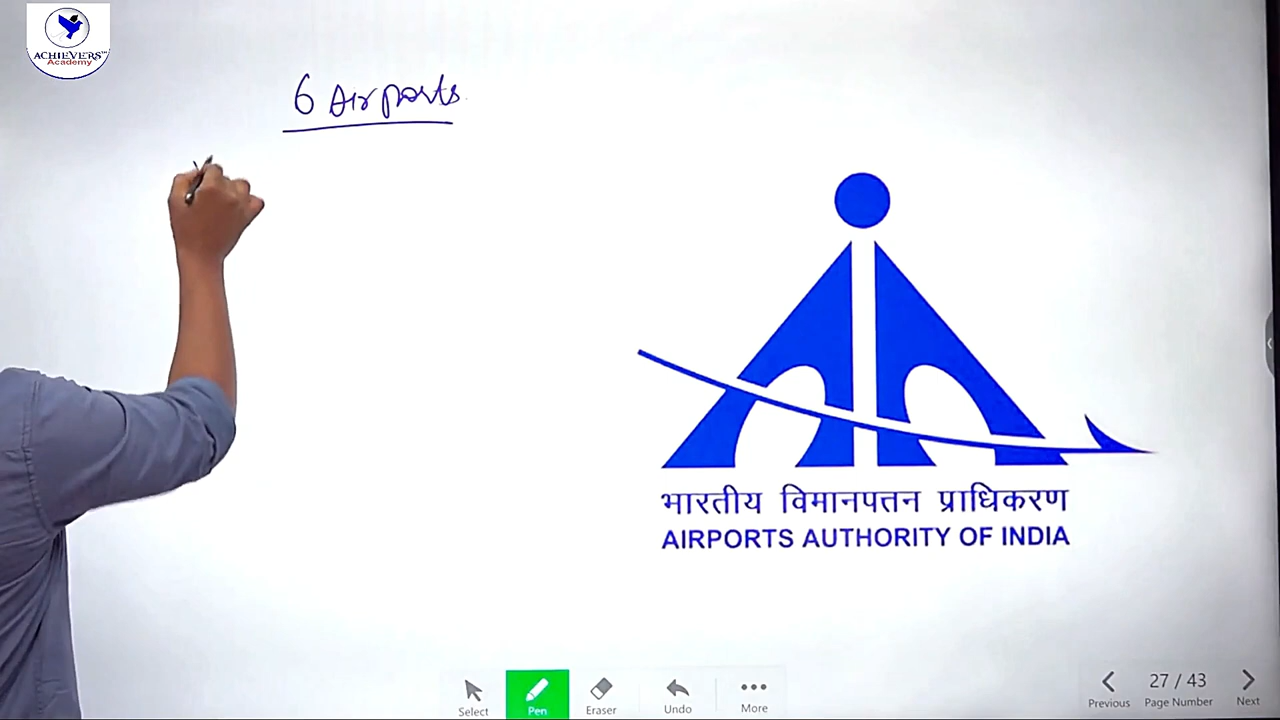 ACHIEVERS™
Academy
6 Airports
भारतीय विमानपत्तन प्राधिकरण
AIRPORTS AUTHORITY OF INDIA
Select
Pen
Eraser
Undo
More
Previous
27 / 43
Page Number
Next